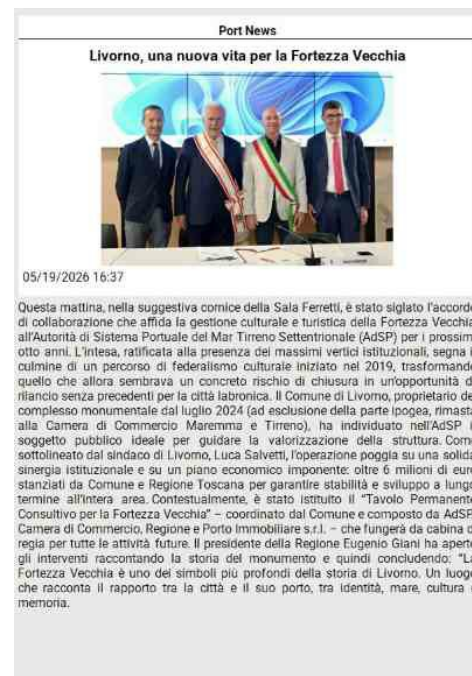 Port News
Livorno, una nuova vita per la Fortezza Vecchia
05/19/2026 16:37
Questa mattina, nella suggestiva cornice della Sala Ferretti, è stato siglato l'accordo
di collaborazione che affida la gestione culturale e turistica della Fortezza Vecchia
all'Autorità di Sistema Portuale del Mar Tirreno Settentrionale (AdSP) per i prossimi
otto anni. L'intesa, ratificata alla presenza dei massimi vertici istituzionali, segna i
culmine di un percorso di federalismo culturale iniziato nel 2019, trasformando
quello che allora sembrava un concreto rischio di chiusura in un'opportunità d
rilancio senza precedenti per la città labronica. Il Comune di Livorno, proprietario de
complesso monumentale dal luglio 2024 (ad esclusione della parte ipogea, rimasta
alla Camera di Commercio Maremma e Tirreno), ha individuato nell'AdSP i
soggetto pubblico ideale per guidare la valorizzazione della struttura. Come
sottolineato dal sindaco di Livorno, Luca Salvetti, l'operazione poggia su una solida
sinergia istituzionale e su un piano economico imponente: oltre 6 milioni di euro
stanziati da Comune e Regione Toscana per garantire stabilità e sviluppo a lungo
termine all'intera area. Contestualmente, è stato istituito il "Tavolo Permanente
Consultivo per la Fortezza Vecchia" – coordinato dal Comune e composto da AdSP
Camera di Commercio, Regione e Porto Immobiliare s.r.l. – che fungerà da cabina d
regia per tutte le attività future. Il presidente della Regione Eugenio Giani ha aperto
gli interventi raccontando la storia del monumento e quindi concludendo: "La
Fortezza Vecchia è uno dei simboli più profondi della storia di Livorno. Un luogo
che racconta il rapporto tra la città e il suo porto, tra identità, mare, cultura
memoria.